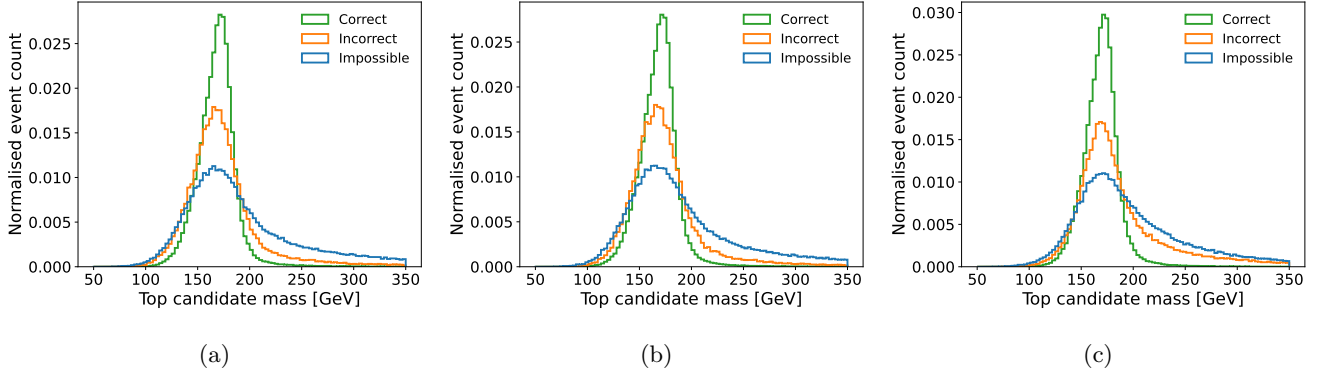 Normalised event count
0.025
0.020
0.015
0.010
0.005
0.000
Correct
Incorrect
Impossible
50 100 150 200 250 300 350
Top candidate mass [GeV]
(a)
Normalised event count
0.025
0.020
0.015
0.010
0.005
0.000
Correct
Incorrect
Impossible
50 100 150 200 250 300 350
Top candidate mass [GeV]
(b)
Normalised event count
0.030
0.025
0.020
0.015
0.010
0.005
0.000
Correct
Incorrect
Impossible
50 100 150 200 250 300 350
Top candidate mass [GeV]
(c)